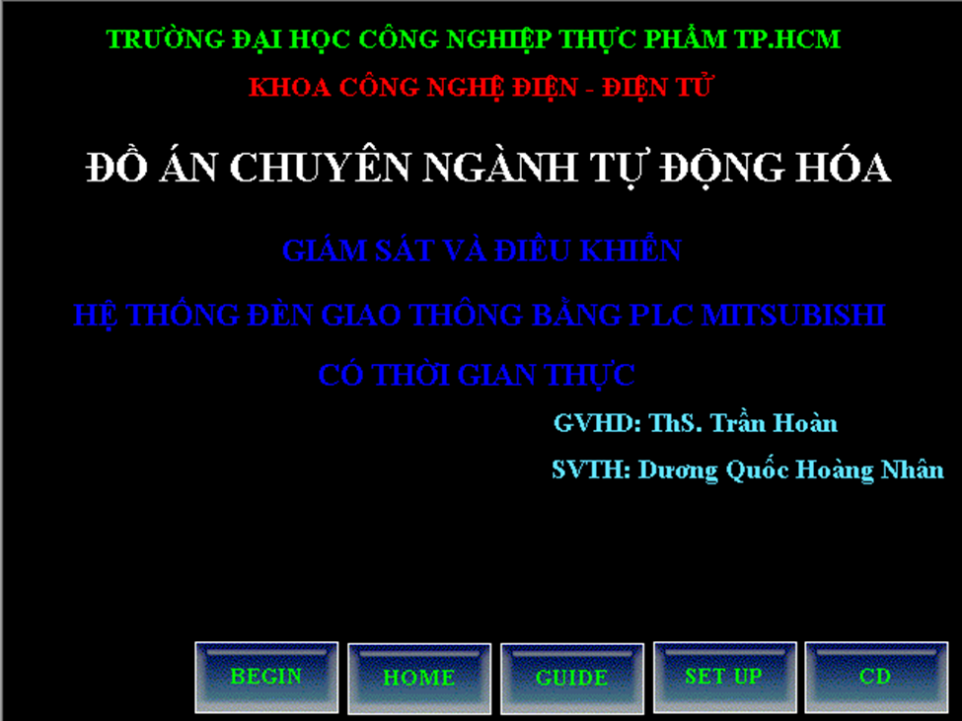 TRƯỜNG ĐẠI HỌC CÔNG NGHIỆP THỰC PHẨM TP.HCM
KHOA CÔNG NGHỆ ĐIỆN - ĐIỆN TỬ
ĐỒ ÁN CHUYÊN NGÀNH TỰ ĐỘNG HÓA
GIÁM SÁT VÀ ĐIỀU KHIỂN
HỆ THỐNG ĐÈN GIAO THÔNG BẰNG PLC MITSUBISHI
CÓ THỜI GIAN THỰC
GVHD: ThS. Trần Hoàn
SVTH: Dương Quốc Hoàng Nhân
BEGIN HOME GUIDE SET UP CD